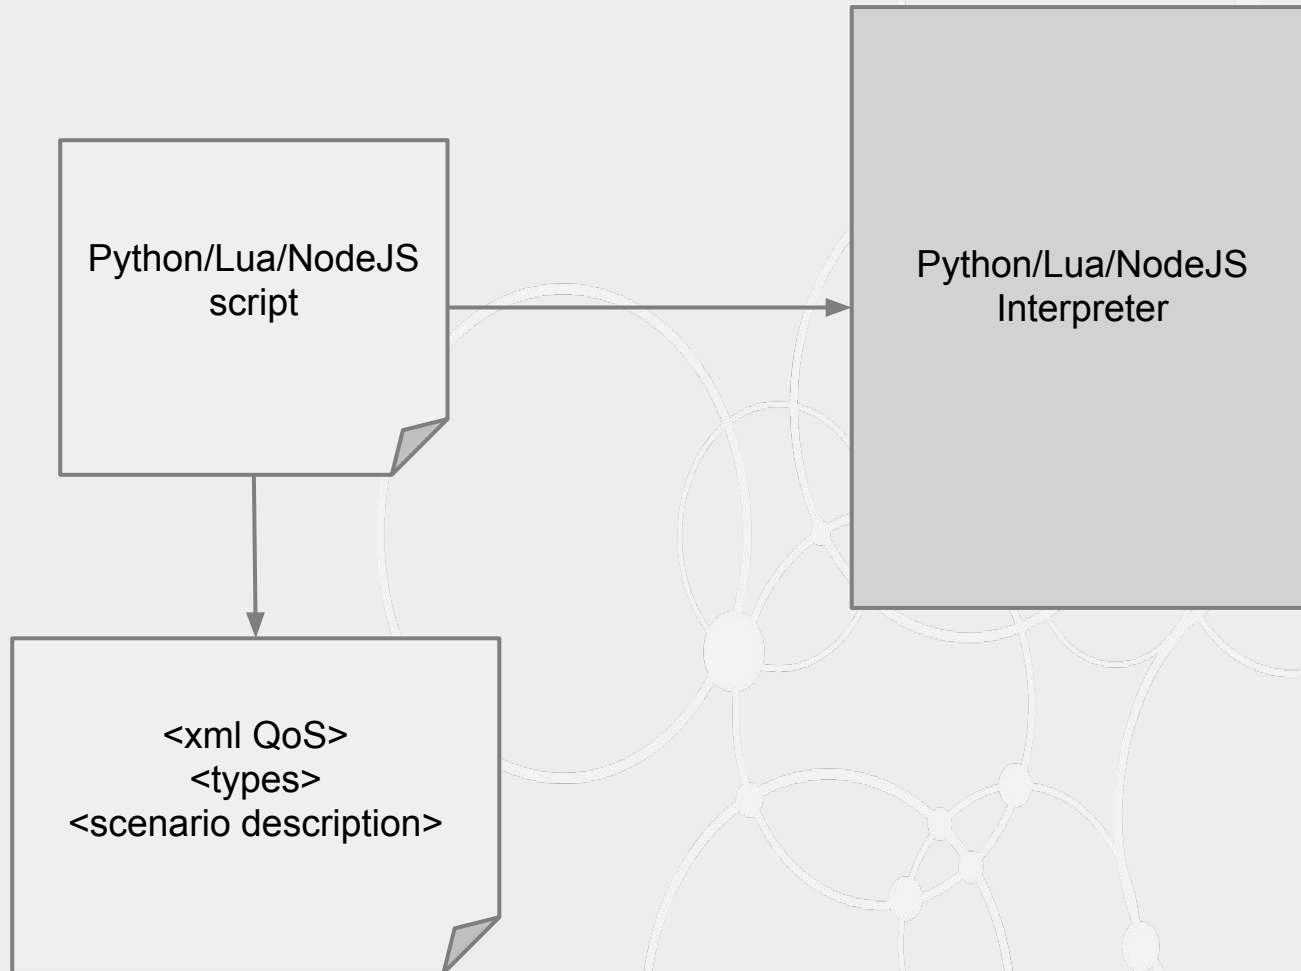 Python/Lua/NodeJS
script
Python/Lua/NodeJS
Interpreter
<xml QoS>
<types>
<scenario description>